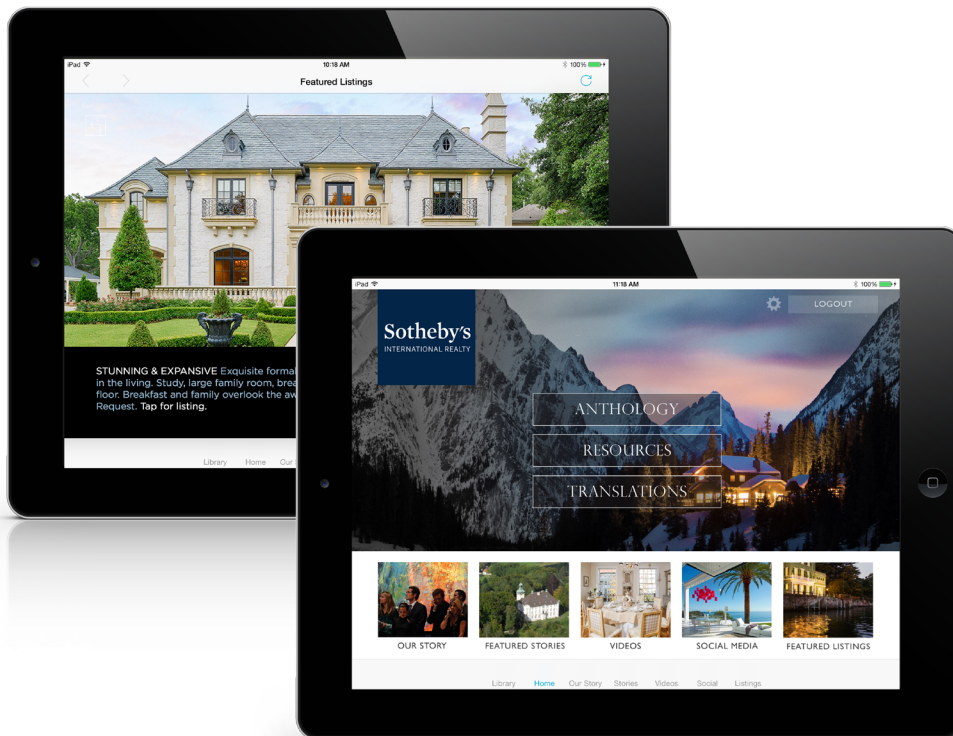 iPad 10:18 AM 100%
Featured Listings
STUNNING & EXPANSIVE Exquisite formal
in the living. Study, large family room, brea
floor. Breakfast and family overlook the aw
Request. Tap for listing.
Library Home Our
iPad 11:18 AM 100%
LOGOUT
Sotheby's
INTERNATIONAL REALTY
ANTHOLOGY
RESOURCES
TRANSLATIONS
OUR STORY FEATURED STORIES VIDEOS SOCIAL MEDIA FEATURED LISTINGS
Library Home Our Story Stories Videos Social Listings